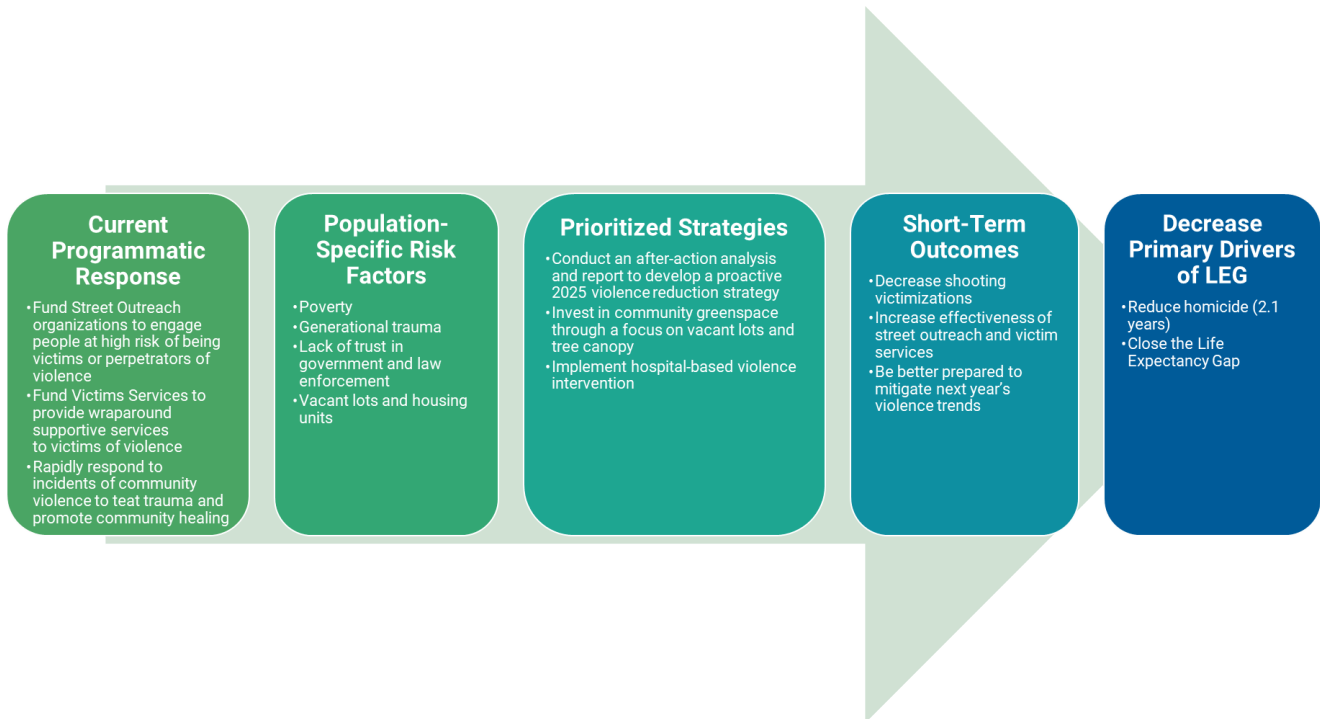 Current
Programmatic
Response
•Fund Street Outreach
organizations to engage
people at high risk of being
victims or perpetrators of
violence
•Fund Victims Services to
provide wraparound
supportive services
to victims of violence
•Rapidly respond to
incidents of community
violence to teat trauma and
promote community healing
Population-
Specific Risk
Factors
•Poverty
•Generational trauma
•Lack of trust in
government and law
enforcement
•Vacant lots and housing
units
Prioritized Strategies
•Conduct an after-action analysis
and report to develop a proactive
2025 violence reduction strategy
•Invest in community greenspace
through a focus on vacant lots and
tree canopy
•Implement hospital-based violence
intervention
Short-Term
Outcomes
•Decrease shooting
victimizations
•Increase effectiveness of
street outreach and victim
services
•Be better prepared to
mitigate next year's
violence trends
Decrease
Primary Drivers
of LEG
•Reduce homicide (2.1
years)
•Close the Life
Expectancy Gap